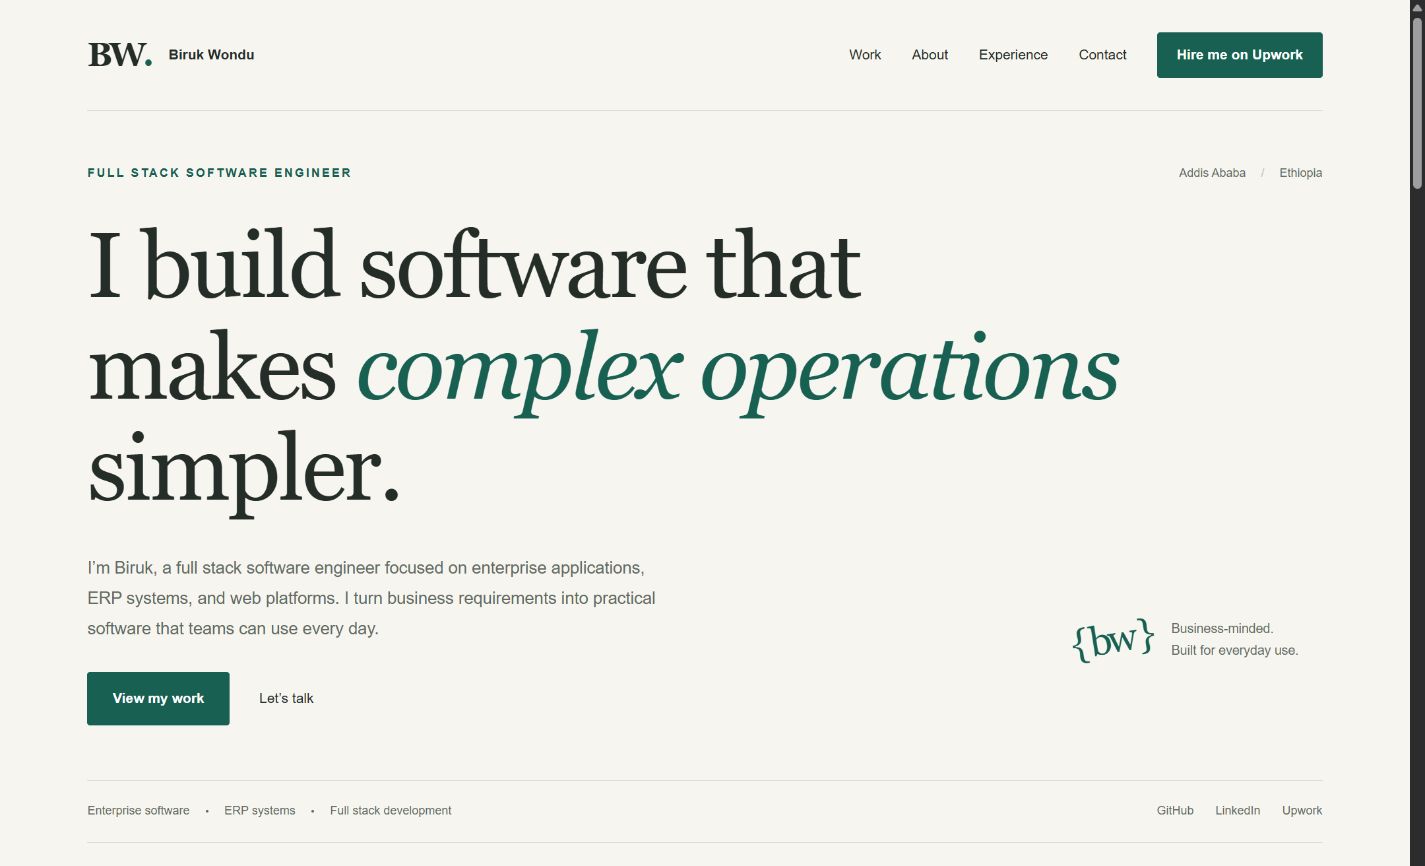 BW. Biruk Wondu
Work About Experience Contact Hire me on Upwork
FULL STACK SOFTWARE ENGINEER
Addis Ababa / Ethiopia
I build software that
makes complex operations
simpler.
I’m Biruk, a full stack software engineer focused on enterprise applications,
ERP systems, and web platforms. I turn business requirements into practical
software that teams can use every day.
{bw}
Business-minded.
Built for everyday use.
View my work Let’s talk
Enterprise software • ERP systems • Full stack development
GitHub LinkedIn Upwork